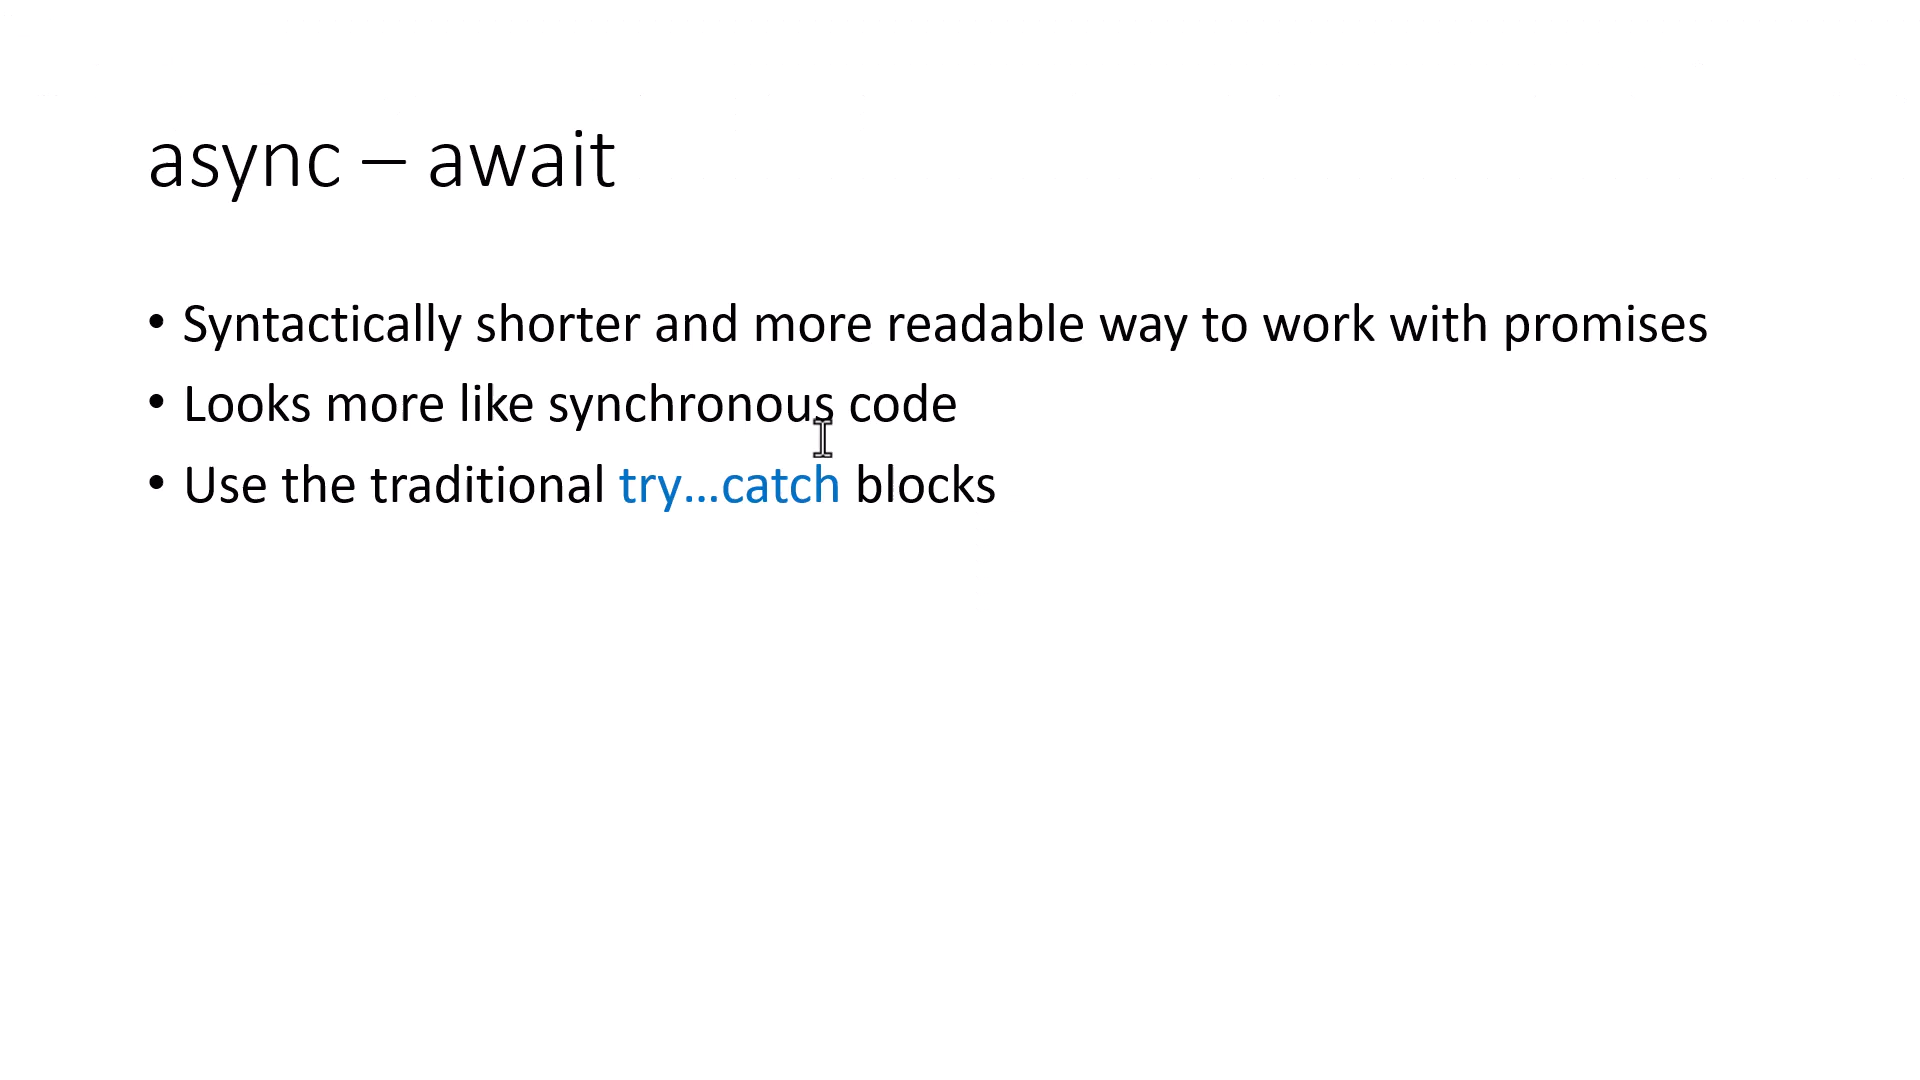 async – await
• Syntactically shorter and more readable way to work with promises
• Looks more like synchronous code
• Use the traditional try...catch blocks